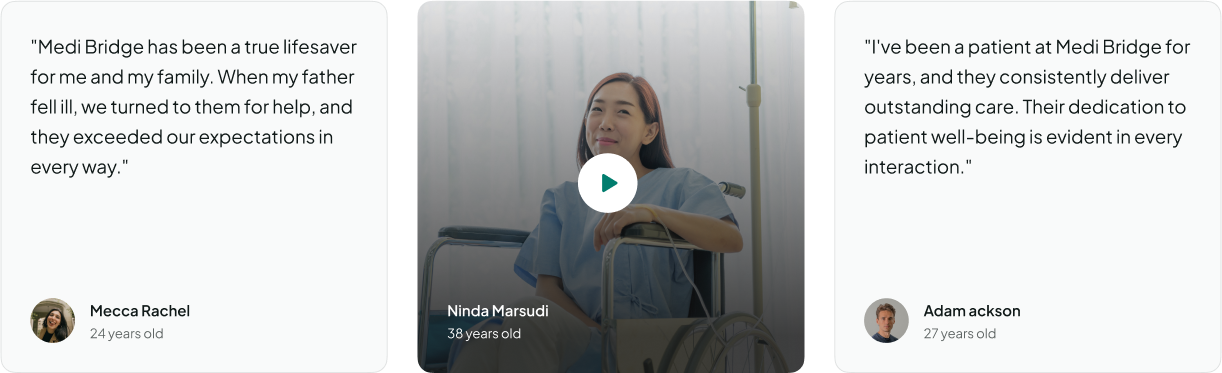 "Medi Bridge has been a true lifesaver
for me and my family. When my father
fell ill, we turned to them for help, and
they exceeded our expectations in
every way."
Mecca Rachel
24 years old
Ninda Marsudi
38 years old
"I've been a patient at Medi Bridge for
years, and they consistently deliver
outstanding care. Their dedication to
patient well-being is evident in every
interaction."
Adam ackson
27 years old